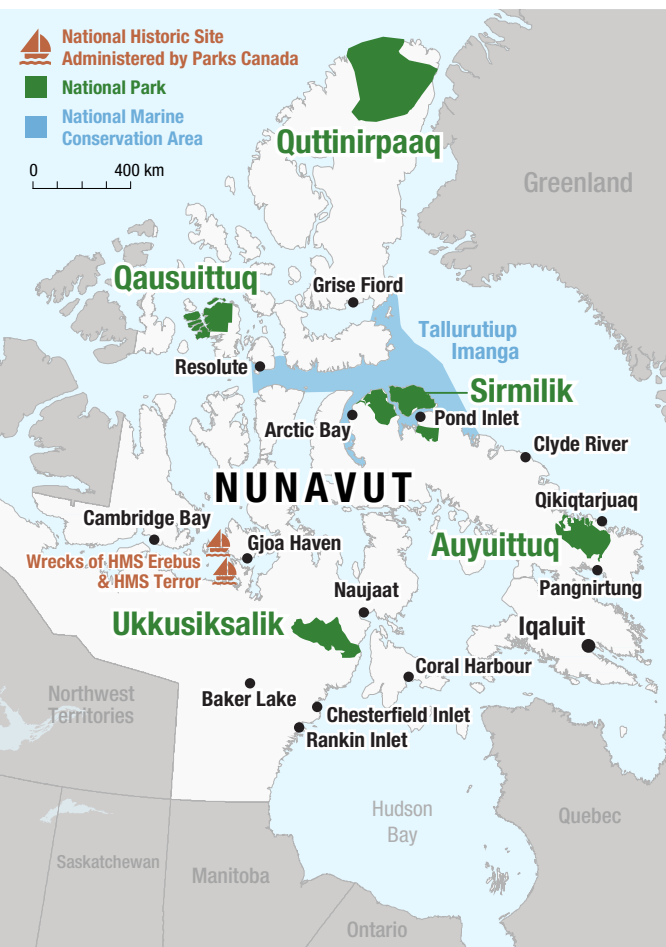 National Historic Site
Administered by Parks Canada
National Park
National Marine
Conservation Area
0 400 km
Quttinirpaaq
Greenland
Qausuittuq
Grise Fiord
Tallurutiup
Imanga
Resolute
Sirmilik
Arctic Bay
Pond Inlet
Clyde River
NUNAVUT
Qikiqtarjuaq
Cambridge Bay
Gjoa Haven
Auyuittuq
Wrecks of HMS Erebus
& HMS Terror
Pangnirtung
Naujaat
Ukkusiksalik
Iqaluit
Coral Harbour
Baker Lake
Northwest
Territories
Chesterfield Inlet
Rankin Inlet
Hudson
Bay
Quebec
Saskatchewan
Manitoba
Ontario